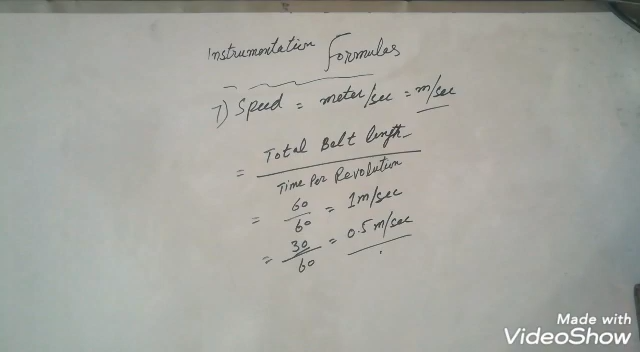 Instrumentation Formulas
7) Speed = meter/sec = m/sec
= Total Belt length
Time Per Revolution
= 60/60 = 1m/sec
= 30/60 = 0.5 m/sec
Made with
VideoShow